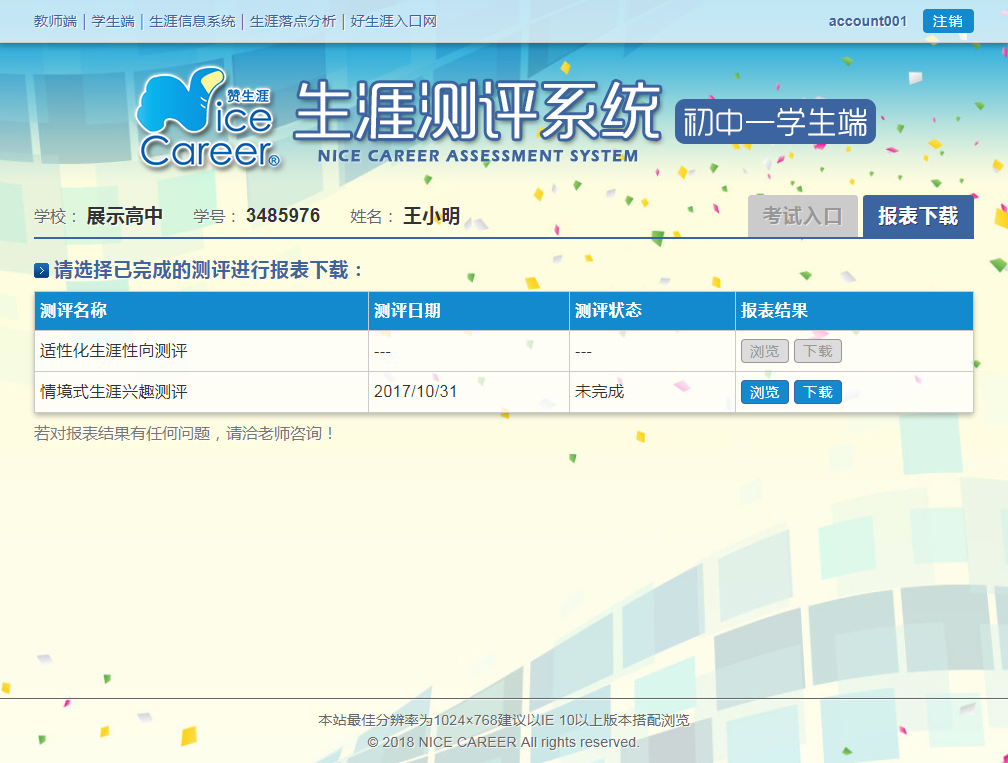 教师端 | 学生端 | 生涯信息系统 | 生涯落点分析 | 好生涯入口网 account001 注销
赞生涯
Nice
Career®
生涯测评系统 初中—学生端
NICE CAREER ASSESSMENT SYSTEM
学校： 展示高中 学号： 3485976 姓名： 王小明 考试入口 报表下载
请选择已完成的测评进行报表下载：
测评名称 测评日期 测评状态 报表结果
适性化生涯性向测评 --- --- 浏览 下载
情境式生涯兴趣测评 2017/10/31 未完成 浏览 下载
若对报表结果有任何问题，请洽老师咨询！
本站最佳分辨率为1024×768建议以IE 10以上版本搭配浏览
© 2018 NICE CAREER All rights reserved.